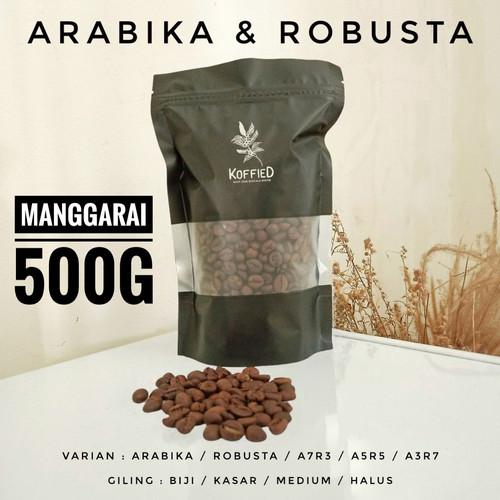 ARABIKA & ROBUSTA
KOFFIED
MANGGARAI
500G
VARIAN : ARABIKA / ROBUSTA / A7R3 / A5R5 / A3R7
GILING : BIJI / KASAR / MEDIUM / HALUS